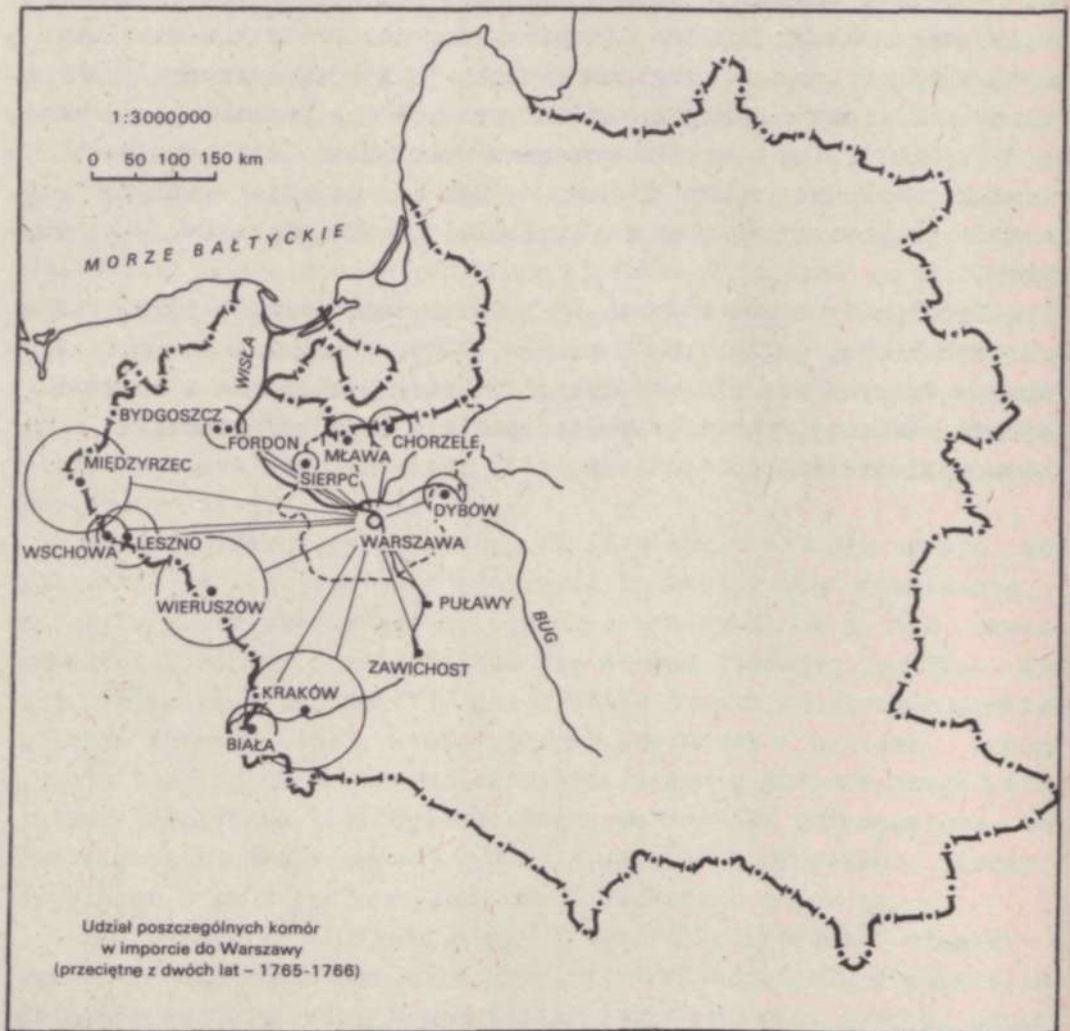 1:3000000
0 50 100 150 km
MORZE BAŁTYCKIE
WISŁA
BYDGOSZCZ
FORDON
MŁAWA
CHORZELE
SIERPC
MIĘDZYRZEC
DYBÓW
WSCHOWA
LESZNO
WARSZAWA
WIERUSZÓW
PUŁAWY
BUG
ZAWICHOST
KRAKÓW
BIAŁA
Udział poszczególnych komór
w imporcie do Warszawy
(przeciętne z dwóch lat – 1765-1766)